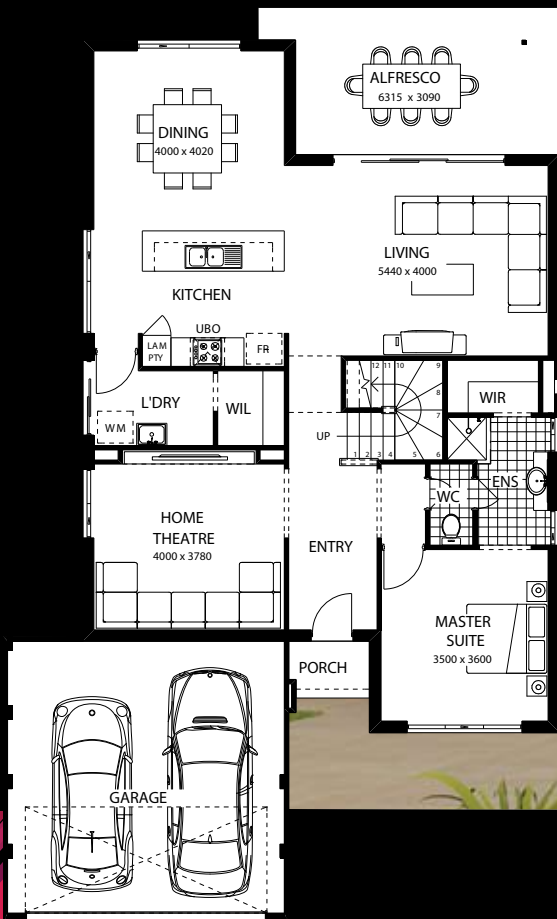 ALFRESCO
6315 x 3090
DINING
4000 x 4020
LIVING
5440 x 4000
KITCHEN
UBO
LAM
PTY
FR
12 11 10 9
8
7
WIR
L'DRY
WIL
WM
UP
1 2 3 4 5 6
ENS
WC
HOME
THEATRE
4000 x 3780
ENTRY
MASTER
SUITE
3500 x 3600
PORCH
GARAGE